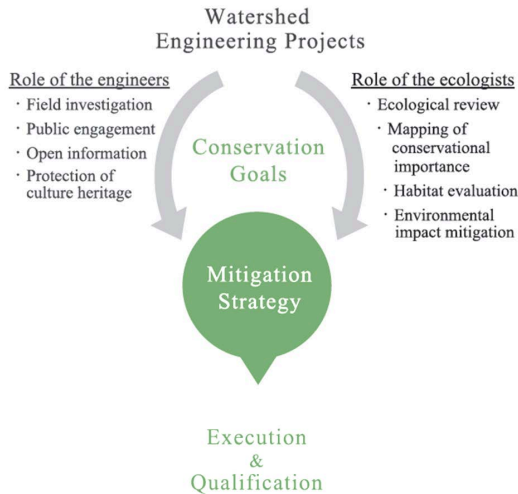 Watershed
Engineering Projects
Role of the engineers
· Field investigation
· Public engagement
· Open information
· Protection of
culture heritage
Role of the ecologists
· Ecological review
· Mapping of
conservational
importance
· Habitat evaluation
· Environmental
impact mitigation
Conservation
Goals
Mitigation
Strategy
Execution
&
Qualification